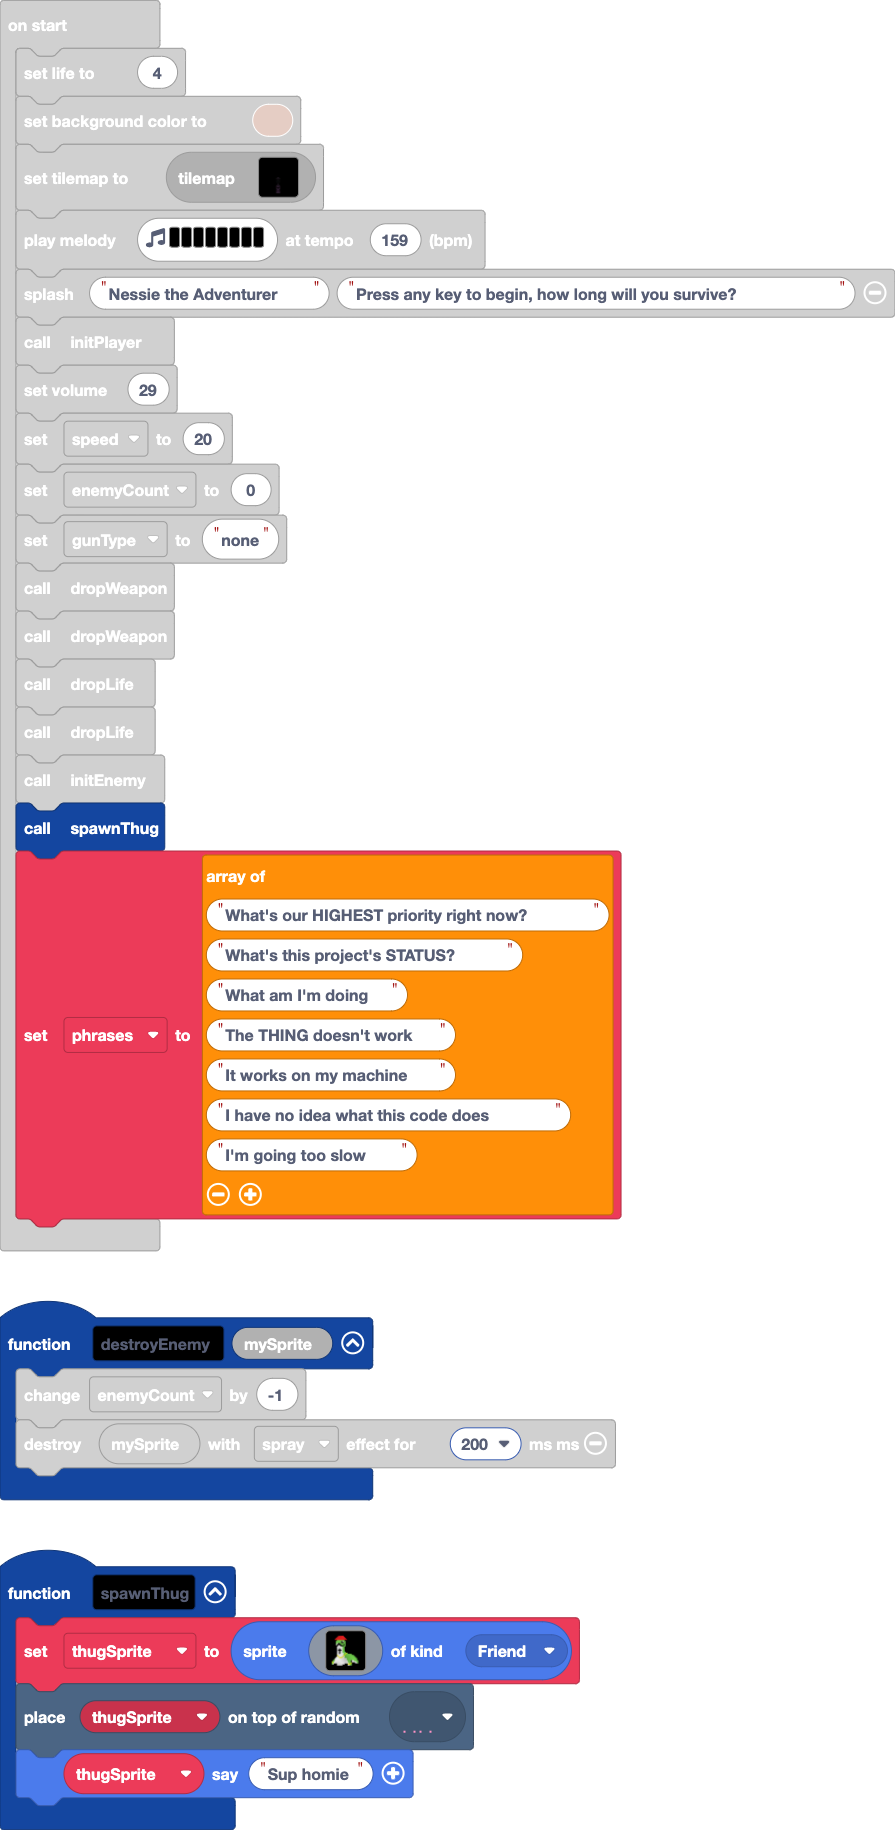 on start
set life to 4
set background color to
set tilemap to tilemap
play melody at tempo 159 (bpm)
splash "Nessie the Adventurer" "Press any key to begin, how long will you survive?"
call initPlayer
set volume 29
set speed to 20
set enemyCount to 0
set gunType to "none"
call dropWeapon
call dropWeapon
call dropLife
call dropLife
call initEnemy
call spawnThug
array of
"What's our HIGHEST priority right now?"
"What's this project's STATUS?"
"What am I'm doing"
set phrases to "The THING doesn't work"
"It works on my machine"
"I have no idea what this code does"
"I'm going too slow"
function destroyEnemy mySprite
change enemyCount by -1
destroy mySprite with spray effect for 200 ms ms
function spawnThug
set thugSprite to sprite of kind Friend
place thugSprite on top of random
thugSprite say "Sup homie"